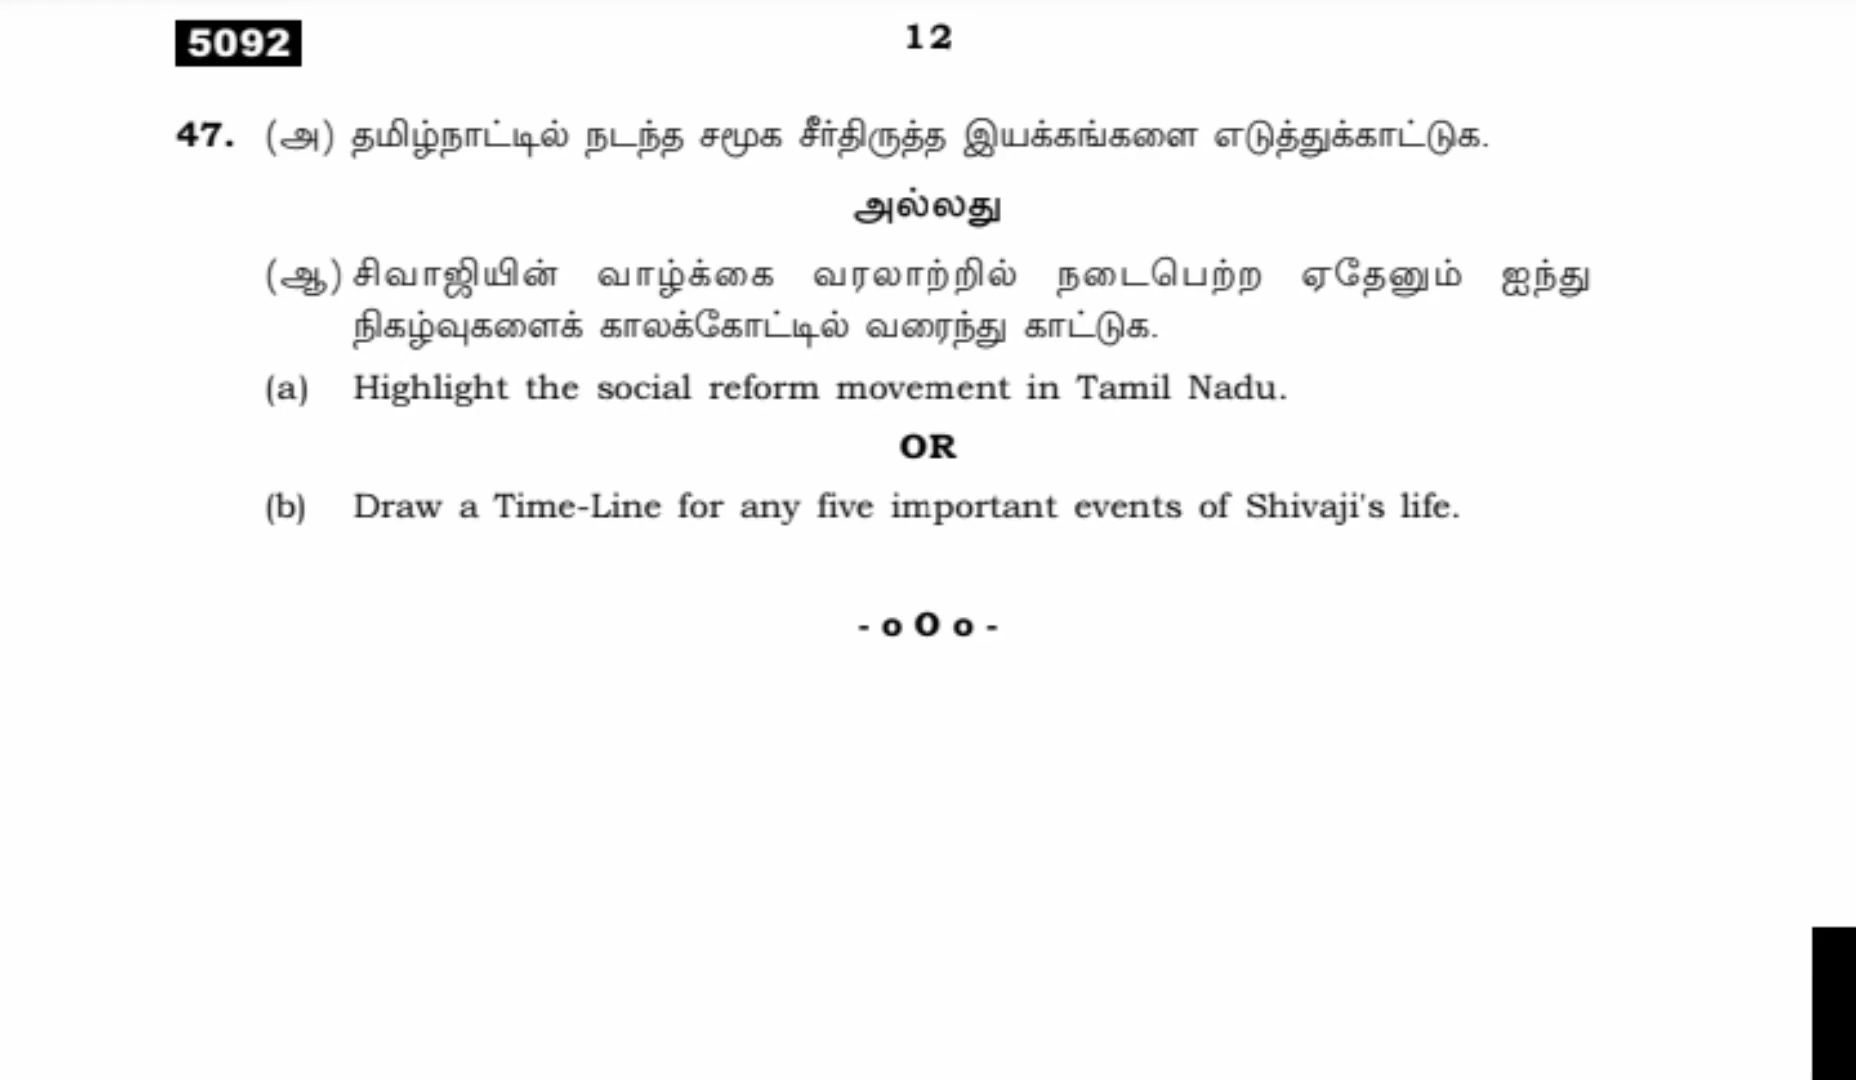 5092
12
47. (அ) தமிழ்நாட்டில் நடந்த சமூக சீர்திருத்த இயக்கங்களை எடுத்துக்காட்டுக.
அல்லது
(ஆ) சிவாஜியின் வாழ்க்கை வரலாற்றில் நடைபெற்ற ஏதேனும் ஐந்து
நிகழ்வுகளைக் காலக்கோட்டில் வரைந்து காட்டுக.
(a) Highlight the social reform movement in Tamil Nadu.
OR
(b) Draw a Time-Line for any five important events of Shivaji's life.
- o O o -